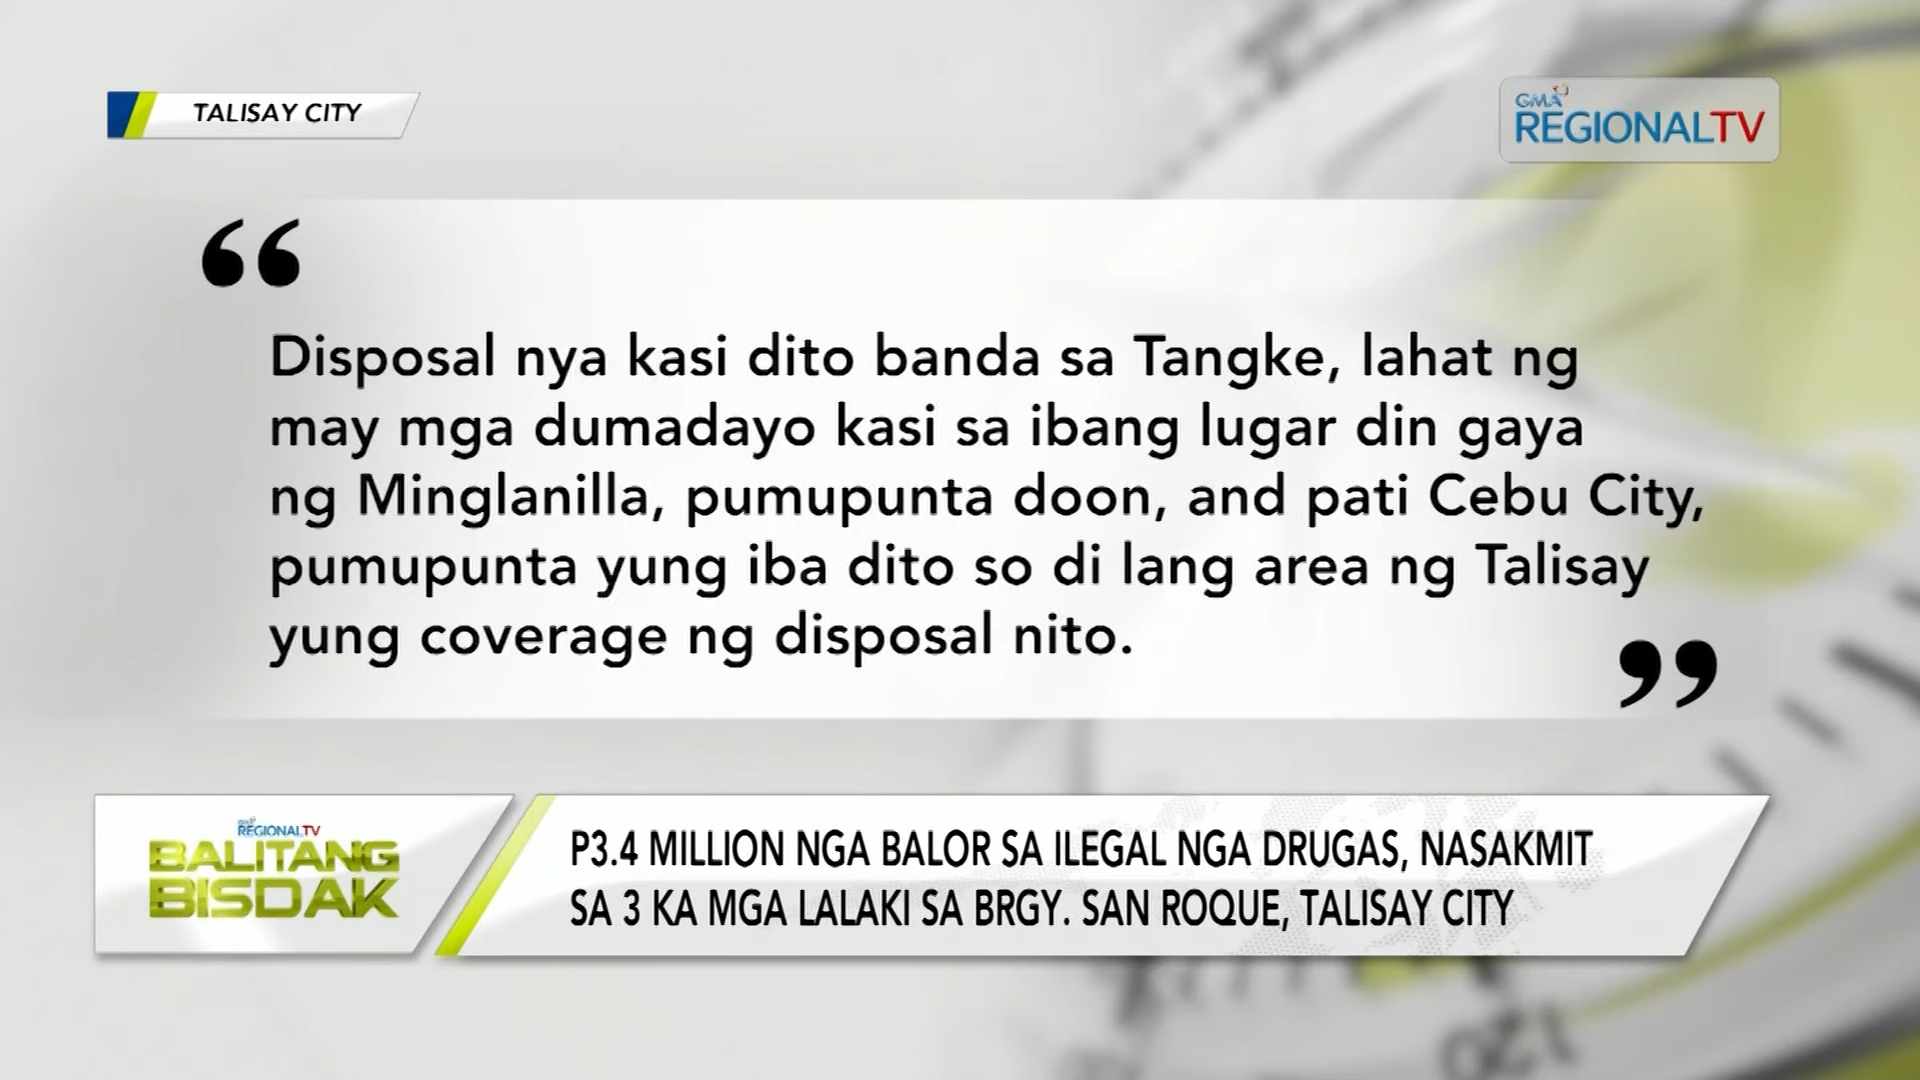 TALISAY CITY
GMA
REGIONALTV
“
Disposal nya kasi dito banda sa Tangke, lahat ng
may mga dumadayo kasi sa ibang lugar din gaya
ng Minglanilla, pumupunta doon, and pati Cebu City,
pumupunta yung iba dito so di lang area ng Talisay
yung coverage ng disposal nito.
”
GMA
REGIONALTV
BALITANG
BISDAK
P3.4 MILLION NGA BALOR SA ILEGAL NGA DRUGAS, NASAKMIT
SA 3 KA MGA LALAKI SA BRGY. SAN ROQUE, TALISAY CITY
120